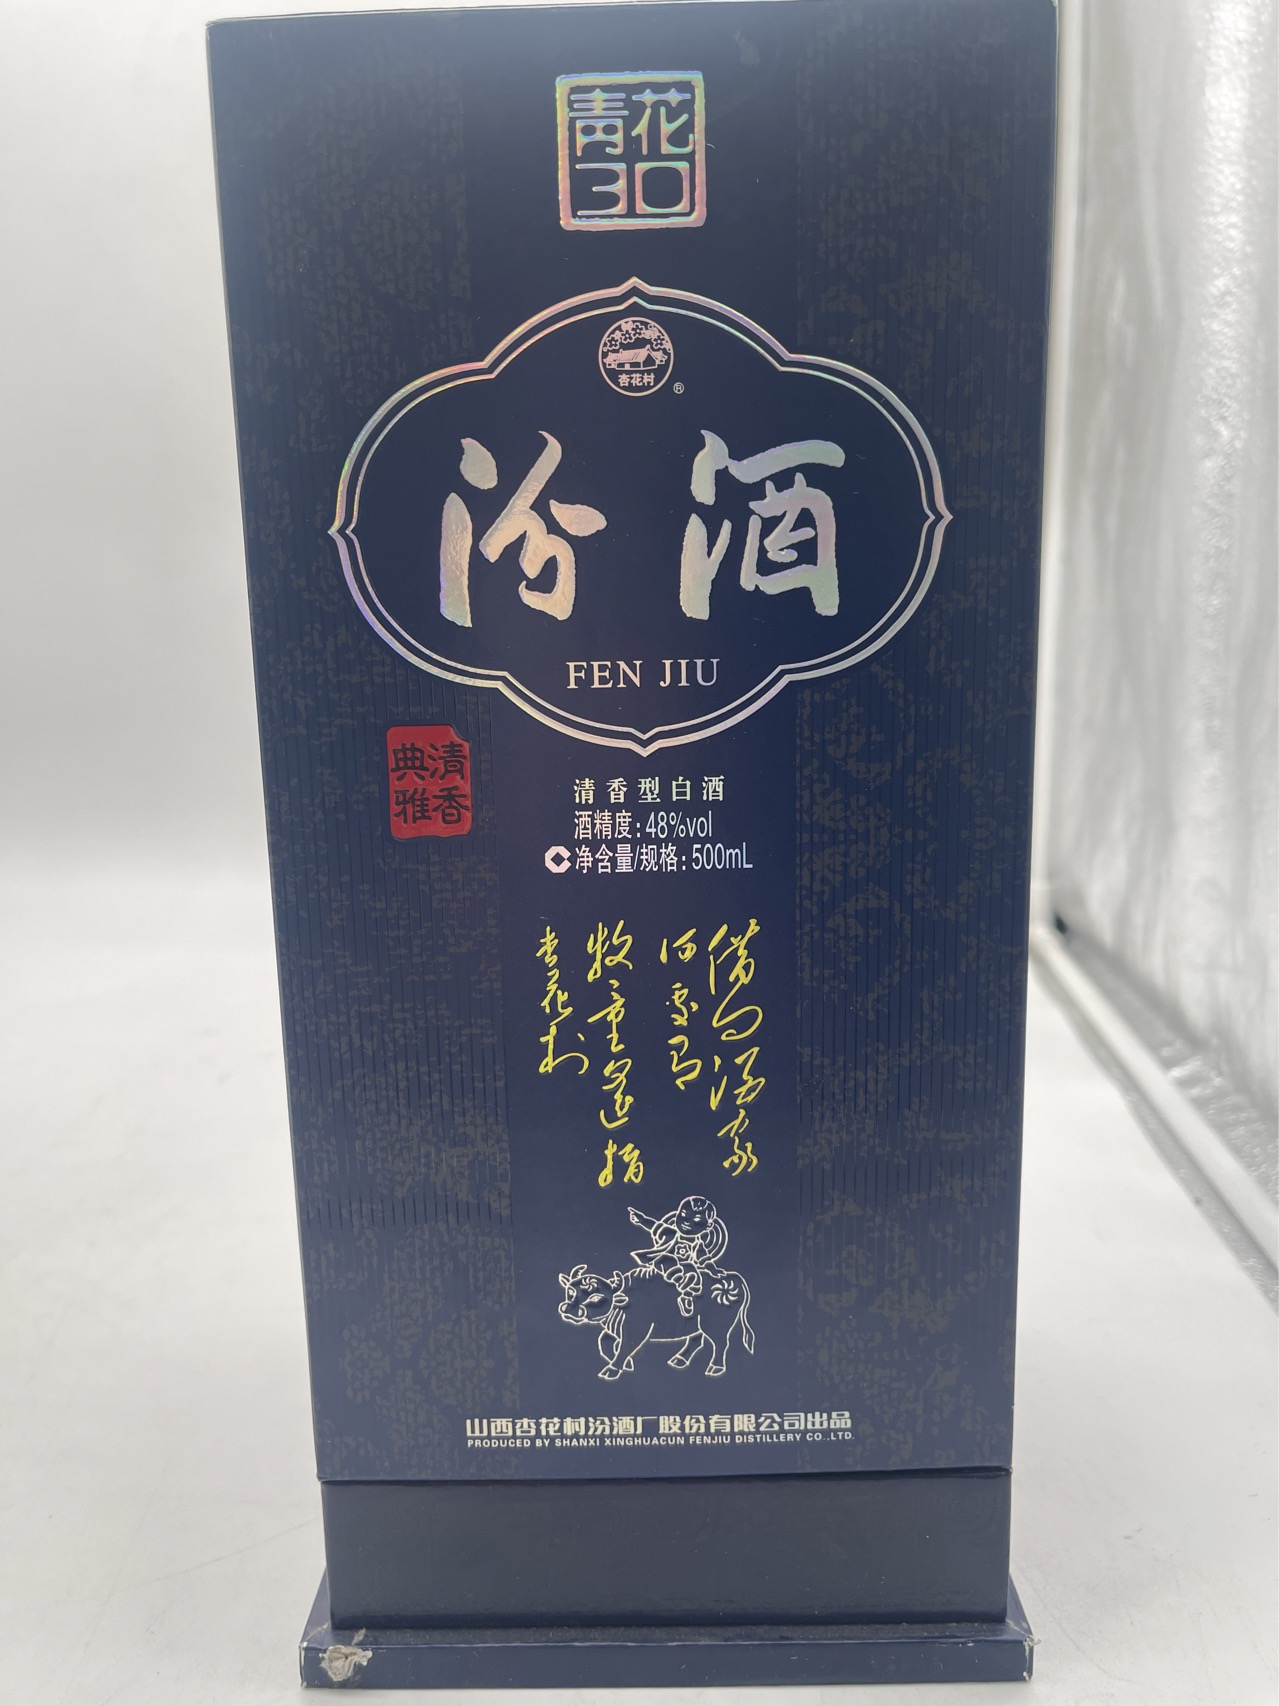 青花
30
杏花村
®
汾酒
FEN JIU
清香
典雅
清香型白酒
酒精度:48%vol
净含量/规格:500mL
借问酒家
何处有
牧童遥指
杏花村
山西杏花村汾酒厂股份有限公司出品
PRODUCED BY SHANXI XINGHUACUN FENJIU DISTILLERY CO.,LTD.